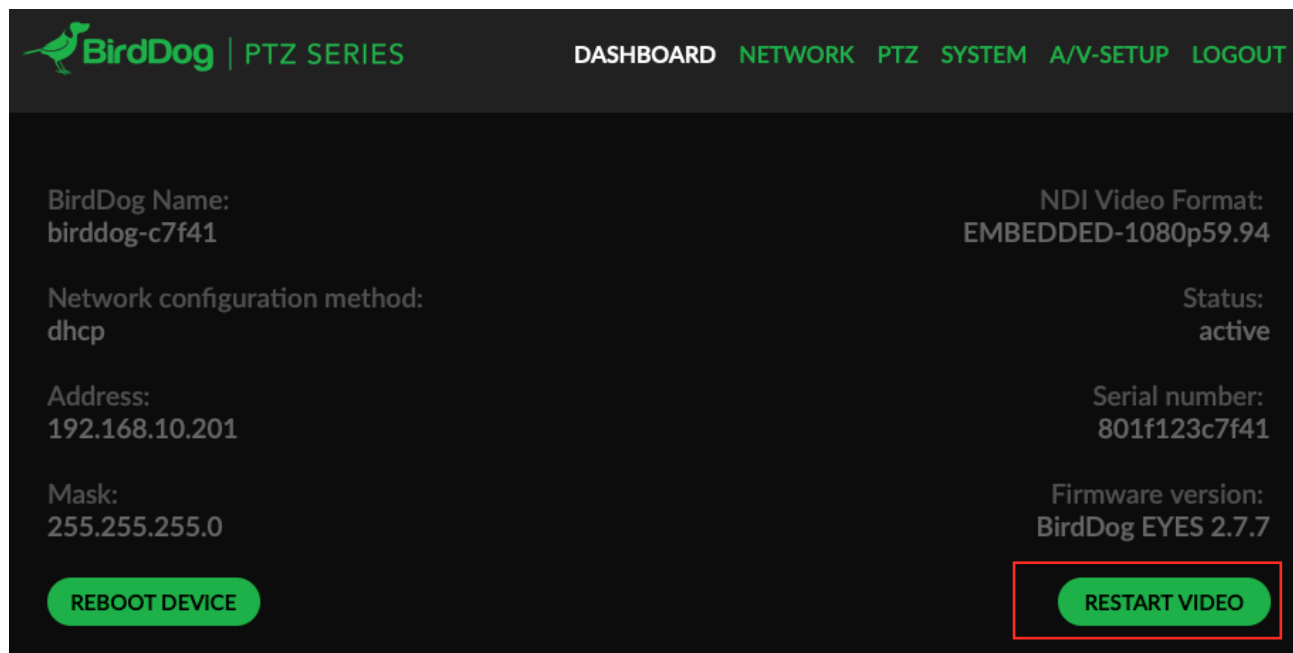 BirdDog | PTZ SERIES
DASHBOARD NETWORK PTZ SYSTEM A/V-SETUP LOGOUT
BirdDog Name:
birddog-c7f41
Network configuration method:
dhcp
Address:
192.168.10.201
Mask:
255.255.255.0
REBOOT DEVICE
NDI Video Format:
EMBEDDED-1080p59.94
Status:
active
Serial number:
801f123c7f41
Firmware version:
BirdDog EYES 2.7.7
RESTART VIDEO